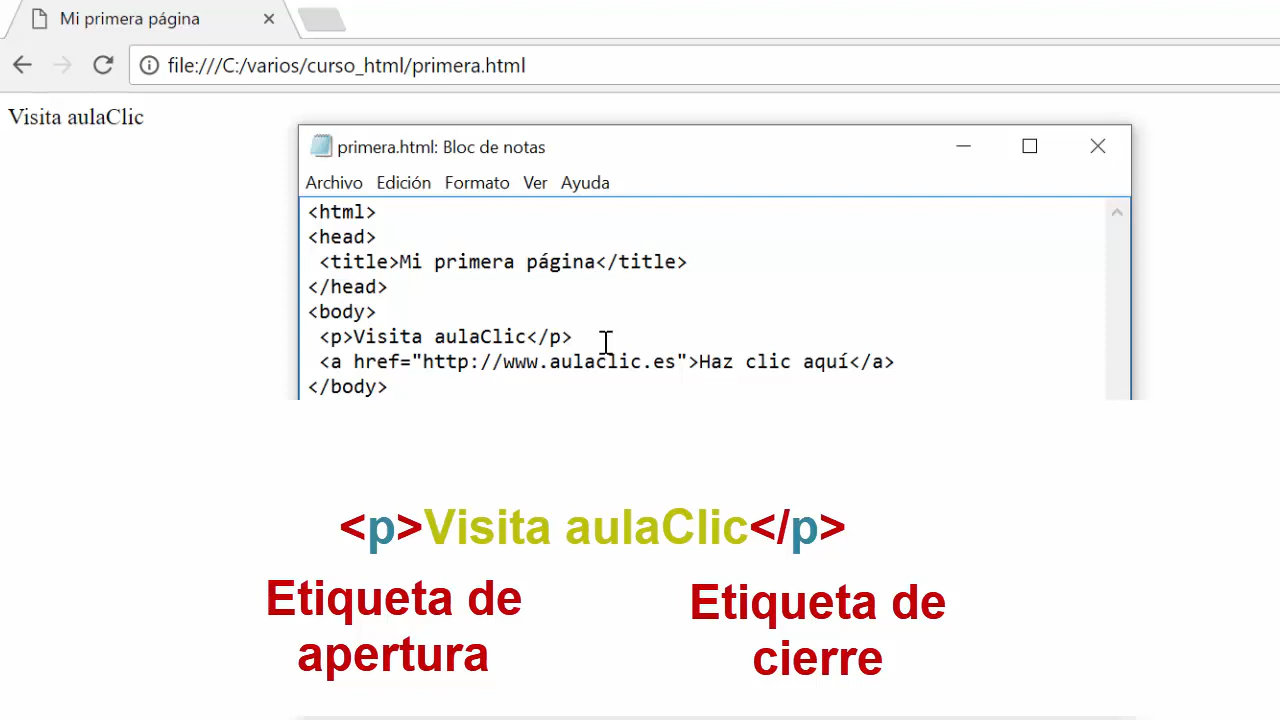 Mi primera página
file:///C:/varios/curso_html/primera.html
Visita aulaClic
primera.html: Bloc de notas
Archivo Edición Formato Ver Ayuda
<html>
<head>
<title>Mi primera página</title>
</head>
<body>
<p>Visita aulaClic</p>
<a href="http://www.aulaclic.es">Haz clic aquí</a>
</body>
<p>Visita aulaClic</p>
Etiqueta de
apertura
Etiqueta de
cierre